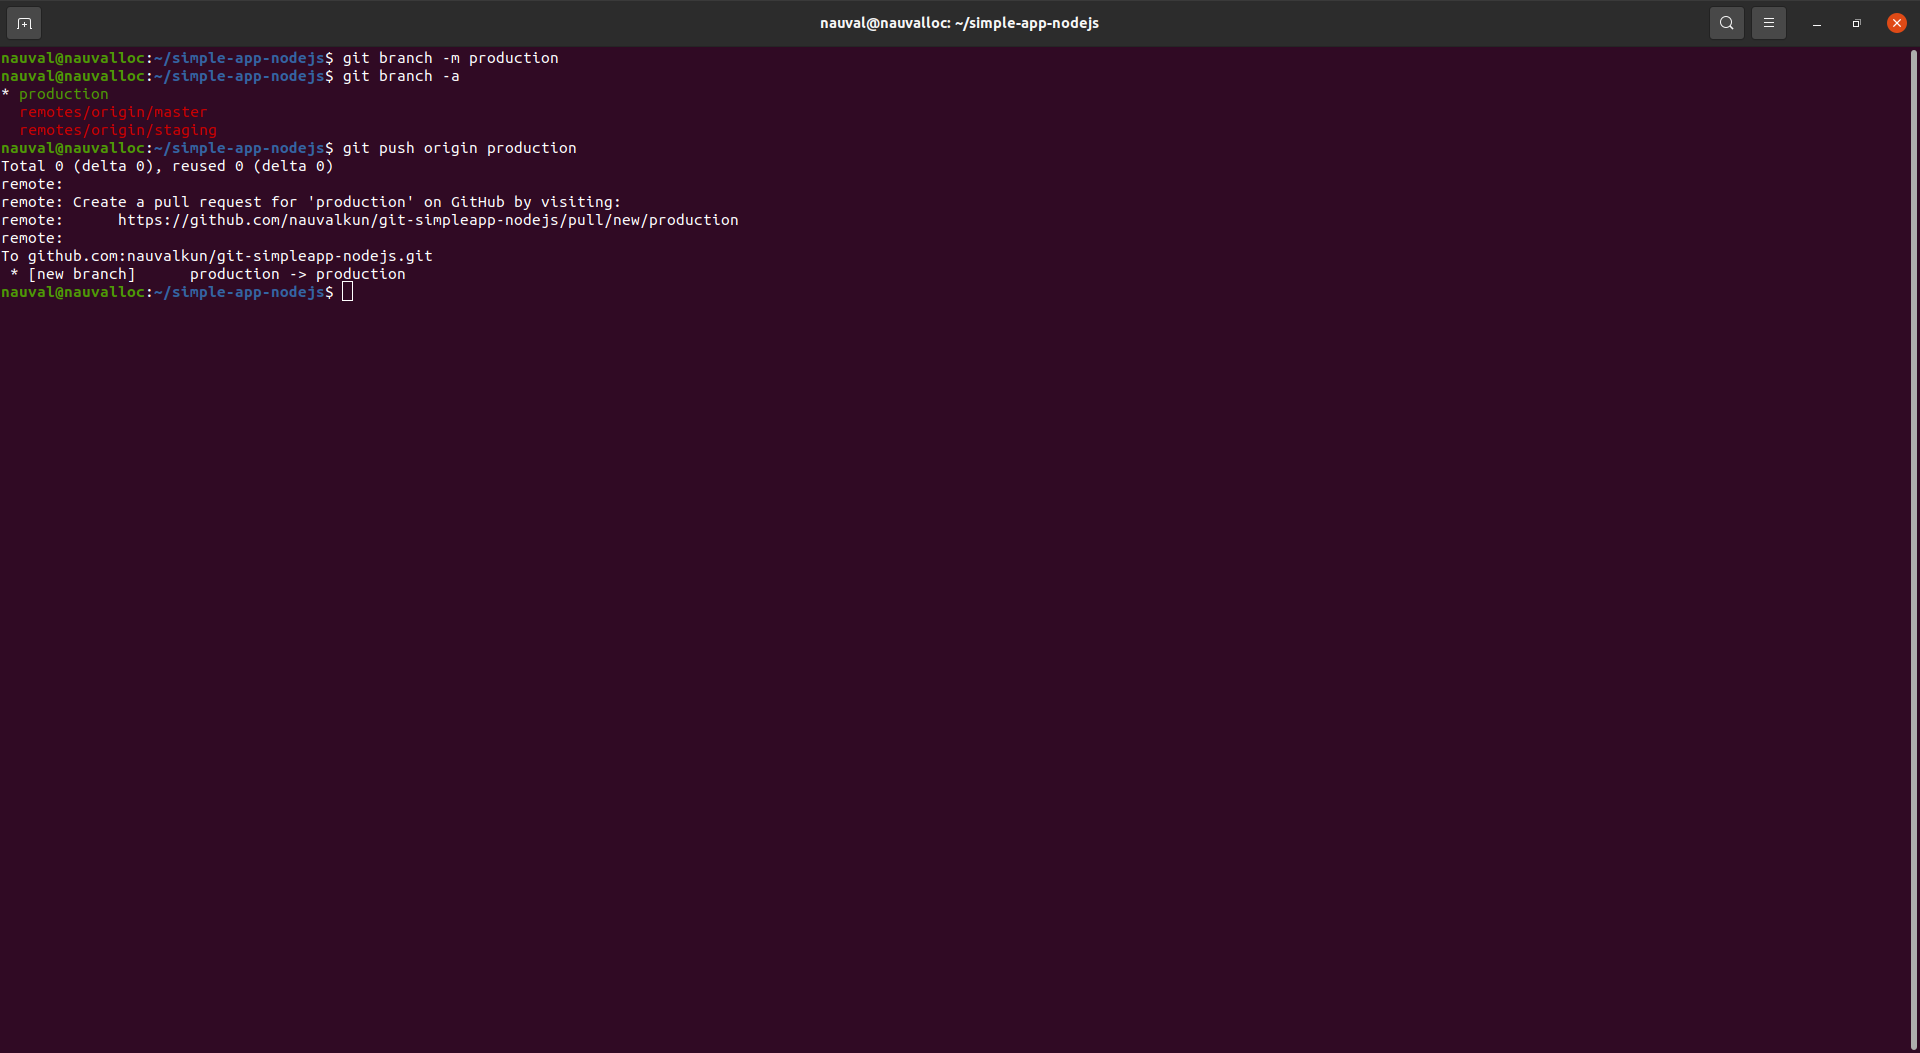 nauval@nauvalloc: ~/simple-app-nodejs
nauval@nauvalloc:~/simple-app-nodejs$ git branch -m production
nauval@nauvalloc:~/simple-app-nodejs$ git branch -a
* production
  remotes/origin/master
  remotes/origin/staging
nauval@nauvalloc:~/simple-app-nodejs$ git push origin production
Total 0 (delta 0), reused 0 (delta 0)
remote:
remote: Create a pull request for 'production' on GitHub by visiting:
remote:      https://github.com/nauvalkun/git-simpleapp-nodejs/pull/new/production
remote:
To github.com:nauvalkun/git-simpleapp-nodejs.git
 * [new branch]      production -> production
nauval@nauvalloc:~/simple-app-nodejs$